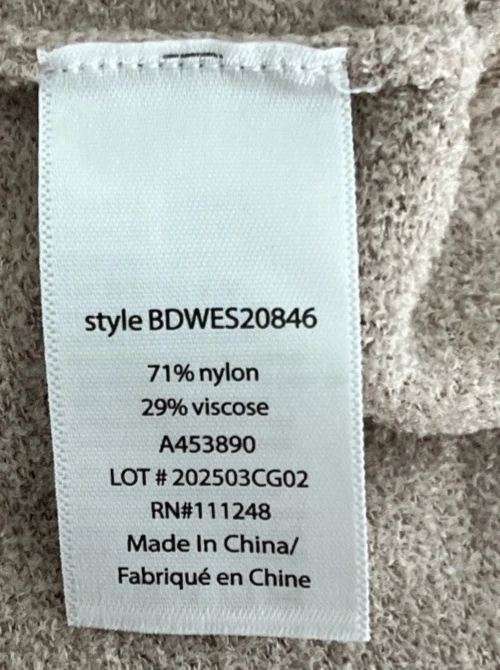 style BDWES20846
71% nylon
29% viscose
A453890
LOT # 202503CG02
RN#111248
Made In China/
Fabriqué en Chine